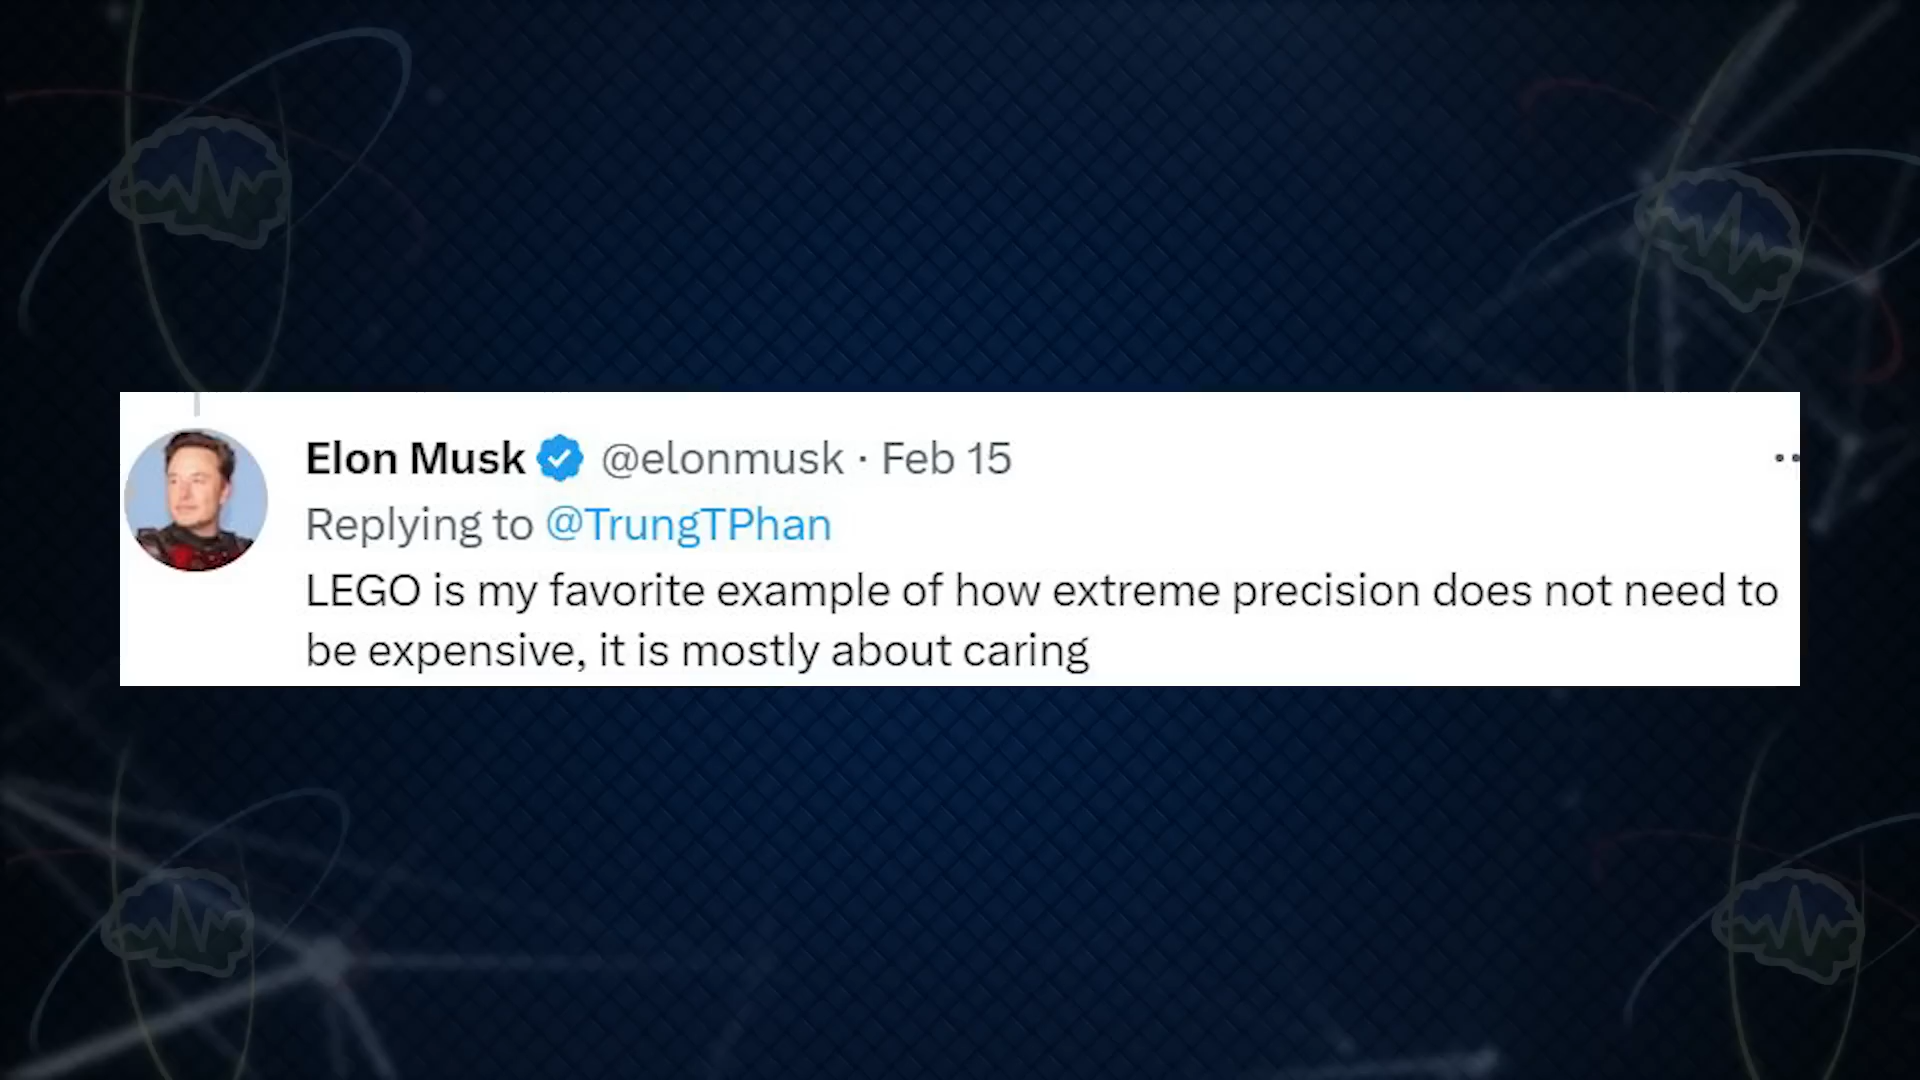 Elon Musk @elonmusk · Feb 15
Replying to @TrungTPhan
LEGO is my favorite example of how extreme precision does not need to
be expensive, it is mostly about caring